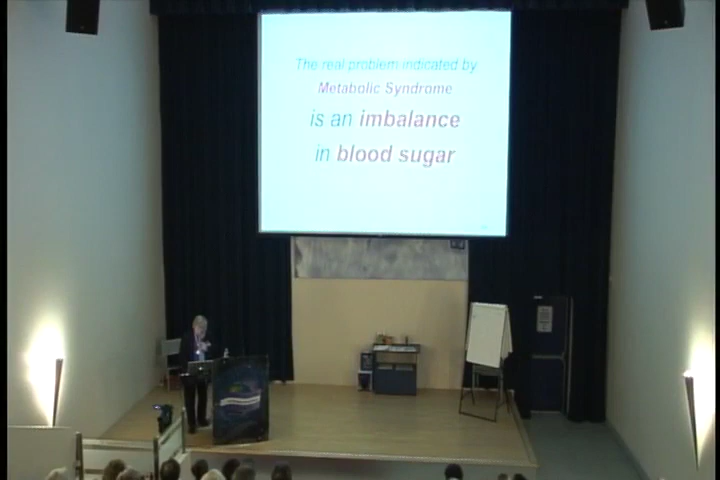 The real problem indicated by
Metabolic Syndrome
is an imbalance
in blood sugar